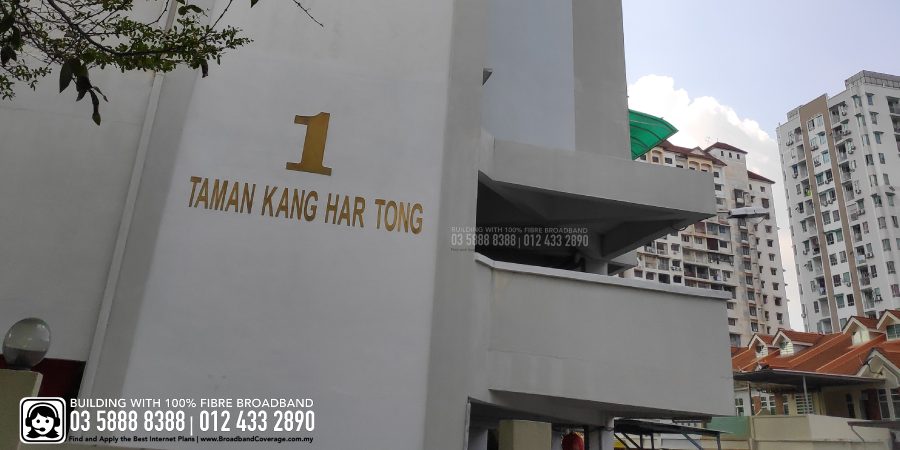 1
TAMAN KANG HAR TONG
BUILDING WITH 100% FIBRE BROADBAND
03 5888 8388 | 012 433 2890
BUILDING WITH 100% FIBRE BROADBAND
03 5888 8388 | 012 433 2890
Find and Apply the Best Internet Plans | www.BroadbandCoverage.com.my